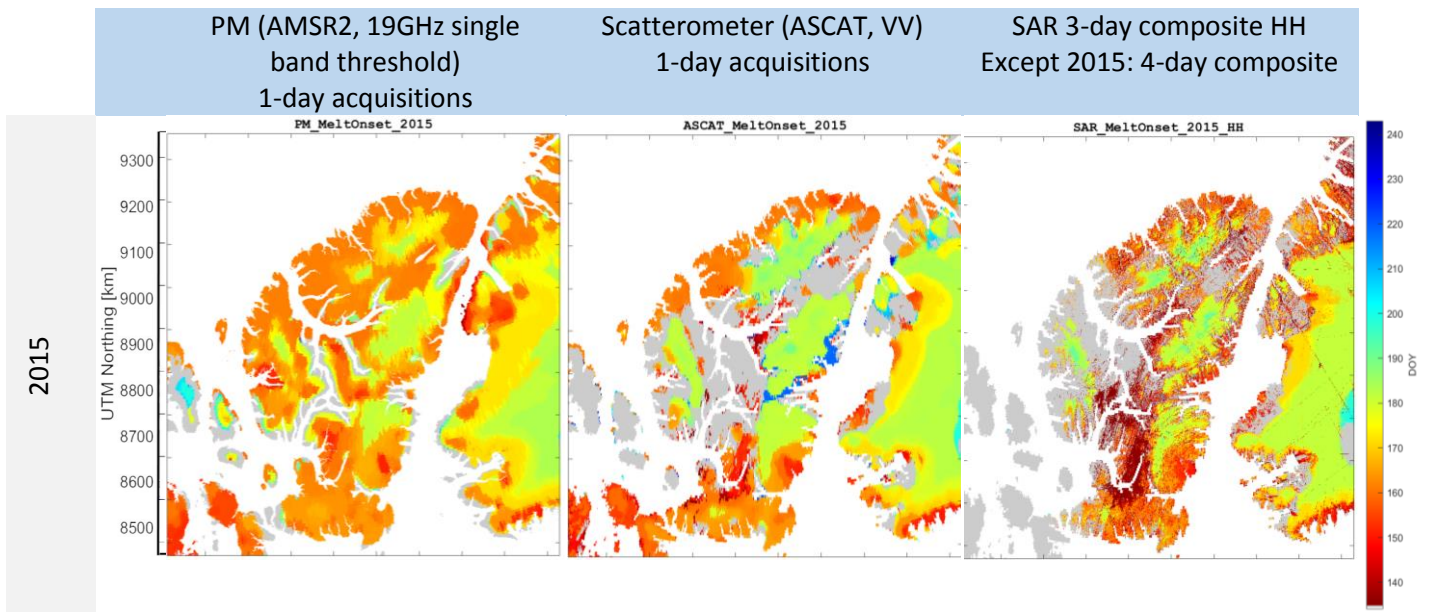 PM (AMSR2, 19GHz single
band threshold)
1-day acquisitions
Scatterometer (ASCAT, VV)
1-day acquisitions
SAR 3-day composite HH
Except 2015: 4-day composite
2015
PM_MeltOnset_2015
ASCAT_MeltOnset_2015
SAR_MeltOnset_2015_HH
UTM Northing [km]
9300
9200
9100
9000
8900
8800
8700
8600
8500
240
230
220
210
200
190
180
170
160
150
140
DOY